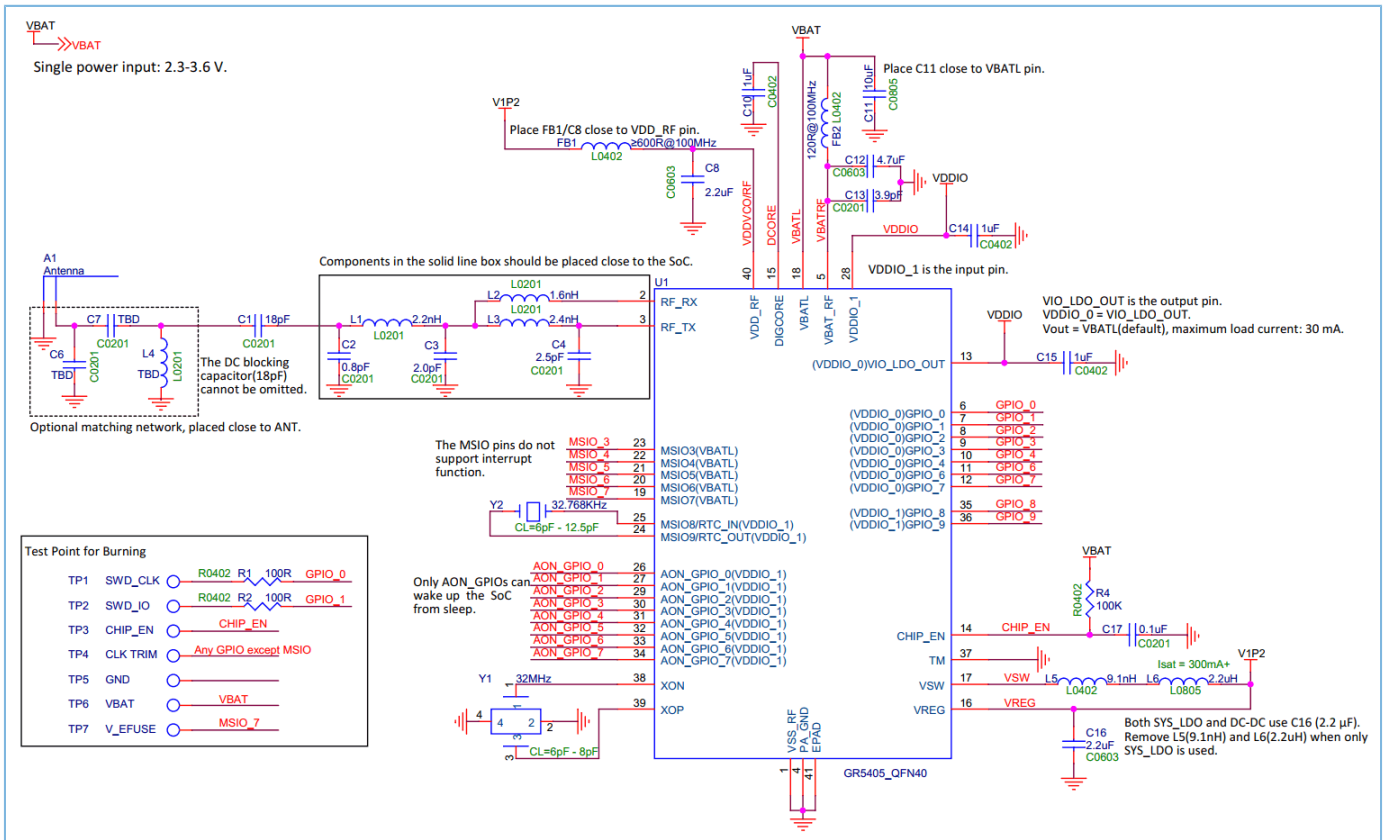 VBAT
VBAT
Single power input: 2.3-3.6 V.
V1P2
Place FB1/C8 close to VDD_RF pin.
FB1
≥600R@100MHz
L0402
C0603
C8
2.2uF
C10
1uF
C0402
VBAT
Place C11 close to VBATL pin.
120R@100MHz
FB2
L0402
C11
10uF
C0805
C12
4.7uF
C0603
C13
3.9pF
C0201
VDDIO
VDDIO
C14
1uF
C0402
VDDIO_1 is the input pin.
VDDVCO/RF
DCORE
VBATL
VBATRF
40
15
18
5
28
VDD_RF
DIGCORE
VBATL
VBAT_RF
VDDIO_1
A1
Antenna
C7
TBD
C0201
C6
TBD
C0201
L4
TBD
L0201
C1
18pF
C0201
The DC blocking
capacitor(18pF)
cannot be omitted.
Optional matching network, placed close to ANT.
Components in the solid line box should be placed close to the SoC.
L0201
L2
1.6nH
L0201
L1
2.2nH
L0201
L3
2.4nH
C2
0.8pF
C0201
C3
2.0pF
C0201
C4
2.5pF
C0201
U1
2
RF_RX
3
RF_TX
VIO_LDO_OUT is the output pin.
VDDIO_0 = VIO_LDO_OUT.
Vout = VBATL(default), maximum load current: 30 mA.
VDDIO
(VDDIO_0)VIO_LDO_OUT
13
C15
1uF
C0402
(VDDIO_0)GPIO_0
6
GPIO_0
(VDDIO_0)GPIO_1
7
GPIO_1
(VDDIO_0)GPIO_2
8
GPIO_2
(VDDIO_0)GPIO_3
9
GPIO_3
(VDDIO_0)GPIO_4
10
GPIO_4
(VDDIO_0)GPIO_6
11
GPIO_6
(VDDIO_0)GPIO_7
12
GPIO_7
(VDDIO_1)GPIO_8
35
GPIO_8
(VDDIO_1)GPIO_9
36
GPIO_9
The MSIO pins do not
support interrupt
function.
MSIO_3
23
MSIO3(VBATL)
MSIO_4
22
MSIO4(VBATL)
MSIO_5
21
MSIO5(VBATL)
MSIO_6
20
MSIO6(VBATL)
MSIO_7
19
MSIO7(VBATL)
Y2
32.768KHz
CL=6pF - 12.5pF
25
MSIO8/RTC_IN(VDDIO_1)
24
MSIO9/RTC_OUT(VDDIO_1)
Only AON_GPIOs can
wake up the SoC
from sleep.
AON_GPIO_0
26
AON_GPIO_0(VDDIO_1)
AON_GPIO_1
27
AON_GPIO_1(VDDIO_1)
AON_GPIO_2
29
AON_GPIO_2(VDDIO_1)
AON_GPIO_3
30
AON_GPIO_3(VDDIO_1)
AON_GPIO_4
31
AON_GPIO_4(VDDIO_1)
AON_GPIO_5
32
AON_GPIO_5(VDDIO_1)
AON_GPIO_6
33
AON_GPIO_6(VDDIO_1)
AON_GPIO_7
34
AON_GPIO_7(VDDIO_1)
Y1
32MHz
1
1
4
4
2
2
3
3
CL=6pF - 8pF
38
XON
39
XOP
VSS_RF
PA_GND
EPAD
1
4
41
GR5405_QFN40
VBAT
R0402
R4
100K
CHIP_EN
14
CHIP_EN
C17
0.1uF
C0201
TM
37
VSW
17
VSW
L5
9.1nH
L0402
Isat = 300mA+
L6
2.2uH
L0805
V1P2
VREG
16
VREG
C16
2.2uF
C0603
Both SYS_LDO and DC-DC use C16 (2.2 µF).
Remove L5(9.1nH) and L6(2.2uH) when only
SYS_LDO is used.
Test Point for Burning
TP1 SWD_CLK R0402 R1 100R GPIO_0
TP2 SWD_IO R0402 R2 100R GPIO_1
TP3 CHIP_EN CHIP_EN
TP4 CLK TRIM Any GPIO except MSIO
TP5 GND
TP6 VBAT VBAT
TP7 V_EFUSE MSIO_7